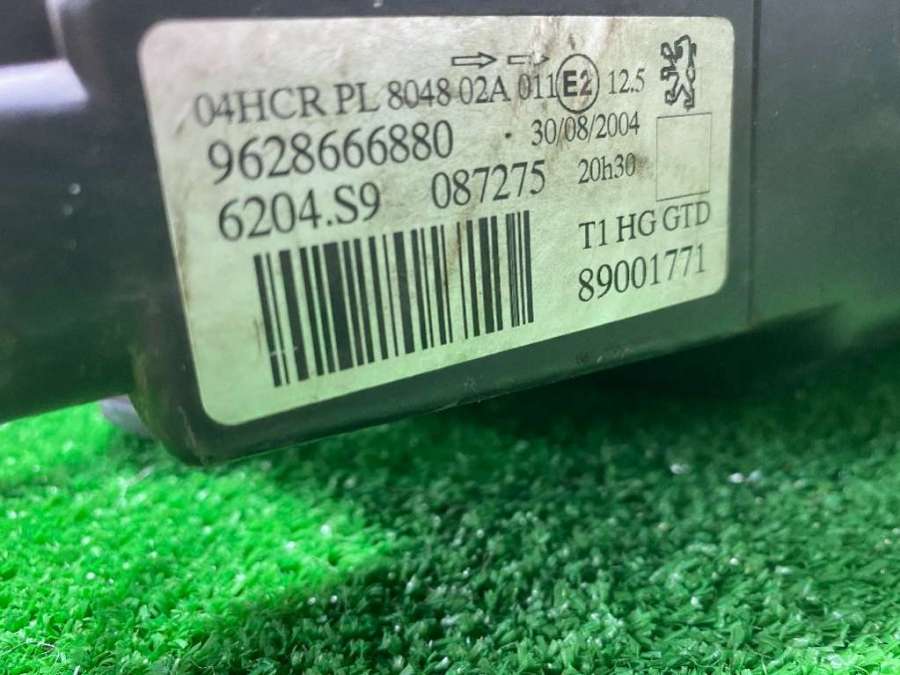 04HCR PL 8048 02A 011 E2 12.5
9628666880 30/08/2004
6204.S9 087275 20h30
T1 HG GTD
89001771